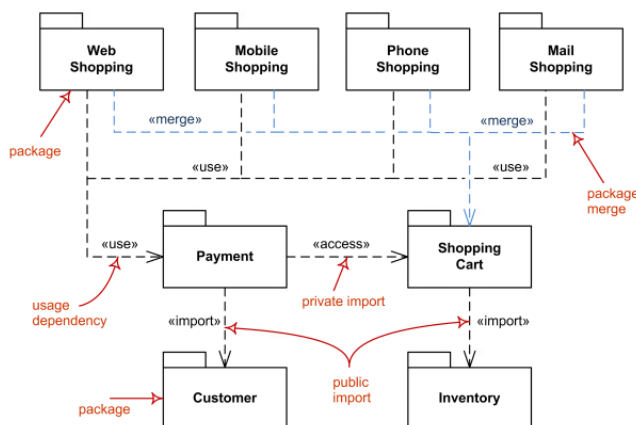 Web
Shopping
Mobile
Shopping
Phone
Shopping
Mail
Shopping
«merge»
«merge»
package
«use»
«use»
package
merge
«use»
Payment
«access»
Shopping
Cart
usage
dependency
private import
«import»
«import»
public
import
package
Customer
Inventory